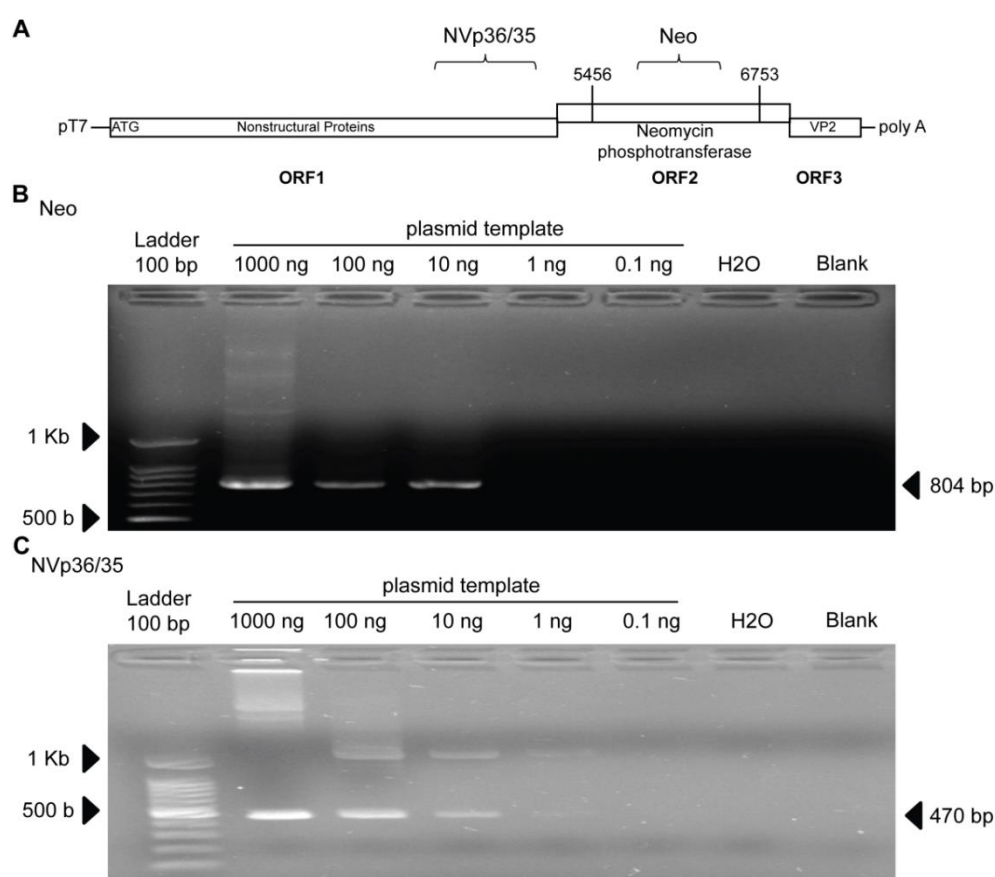 A
NVp36/35 Neo
5456 6753
pT7 ATG Nonstructural Proteins Neomycin phosphotransferase VP2 poly A
ORF1 ORF2 ORF3
B
Neo
plasmid template
Ladder
100 bp 1000 ng 100 ng 10 ng 1 ng 0.1 ng H2O Blank
1 Kb
500 b 804 bp
C
NVp36/35
plasmid template
Ladder
100 bp 1000 ng 100 ng 10 ng 1 ng 0.1 ng H2O Blank
1 Kb
500 b 470 bp